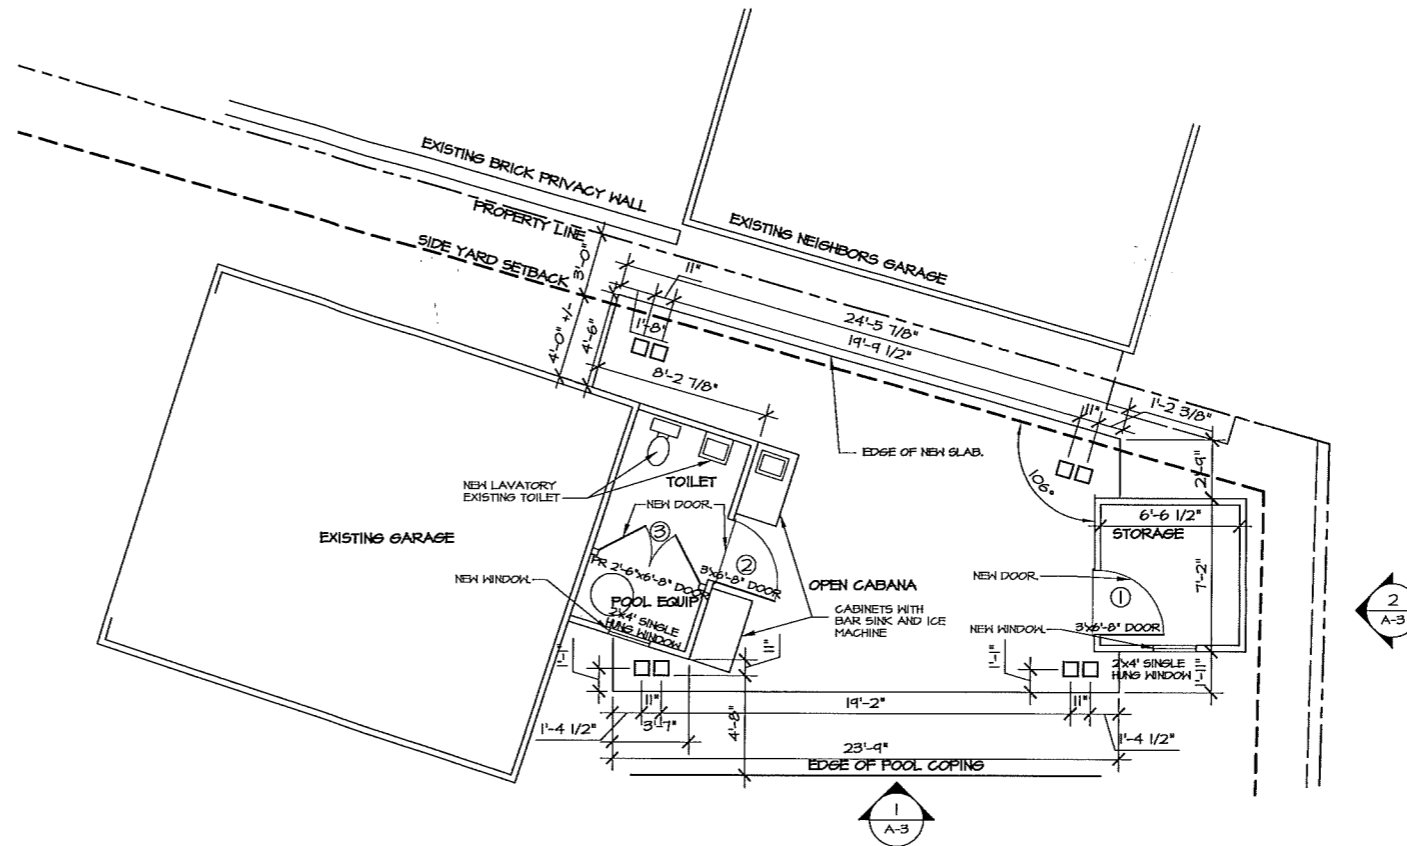 EXISTING BRICK PRIVACY WALL
PROPERTY LINE
SIDE YARD SETBACK
EXISTING NEIGHBORS GARAGE
3'-0"
4'-0" +/-
4'-6"
11"
1'-8"
24'-5 7/8"
19'-9 1/2"
8'-2 7/8"
11"
1'-2 3/8"
EDGE OF NEW SLAB.
106°
2'-9"
NEW LAVATORY
EXISTING TOILET
TOILET
NEW DOOR.
6'-6 1/2"
STORAGE
EXISTING GARAGE
3
2
PR 2'-6"x6'-8" DOOR
3'x6'-8" DOOR
NEW WINDOW.
POOL EQUIP
2'x4' SINGLE
HUNG WINDOW
OPEN CABANA
CABINETS WITH
BAR SINK AND ICE
MACHINE
NEW DOOR.
1
7'-2"
3'x6'-8" DOOR
NEW WINDOW.
2'x4' SINGLE
HUNG WINDOW
2
A-3
1'-1"
11"
1'-1"
1'-11"
11"
19'-2"
11"
1'-4 1/2"
3'-7"
4'-8"
1'-4 1/2"
23'-9"
EDGE OF POOL COPING
1
A-3